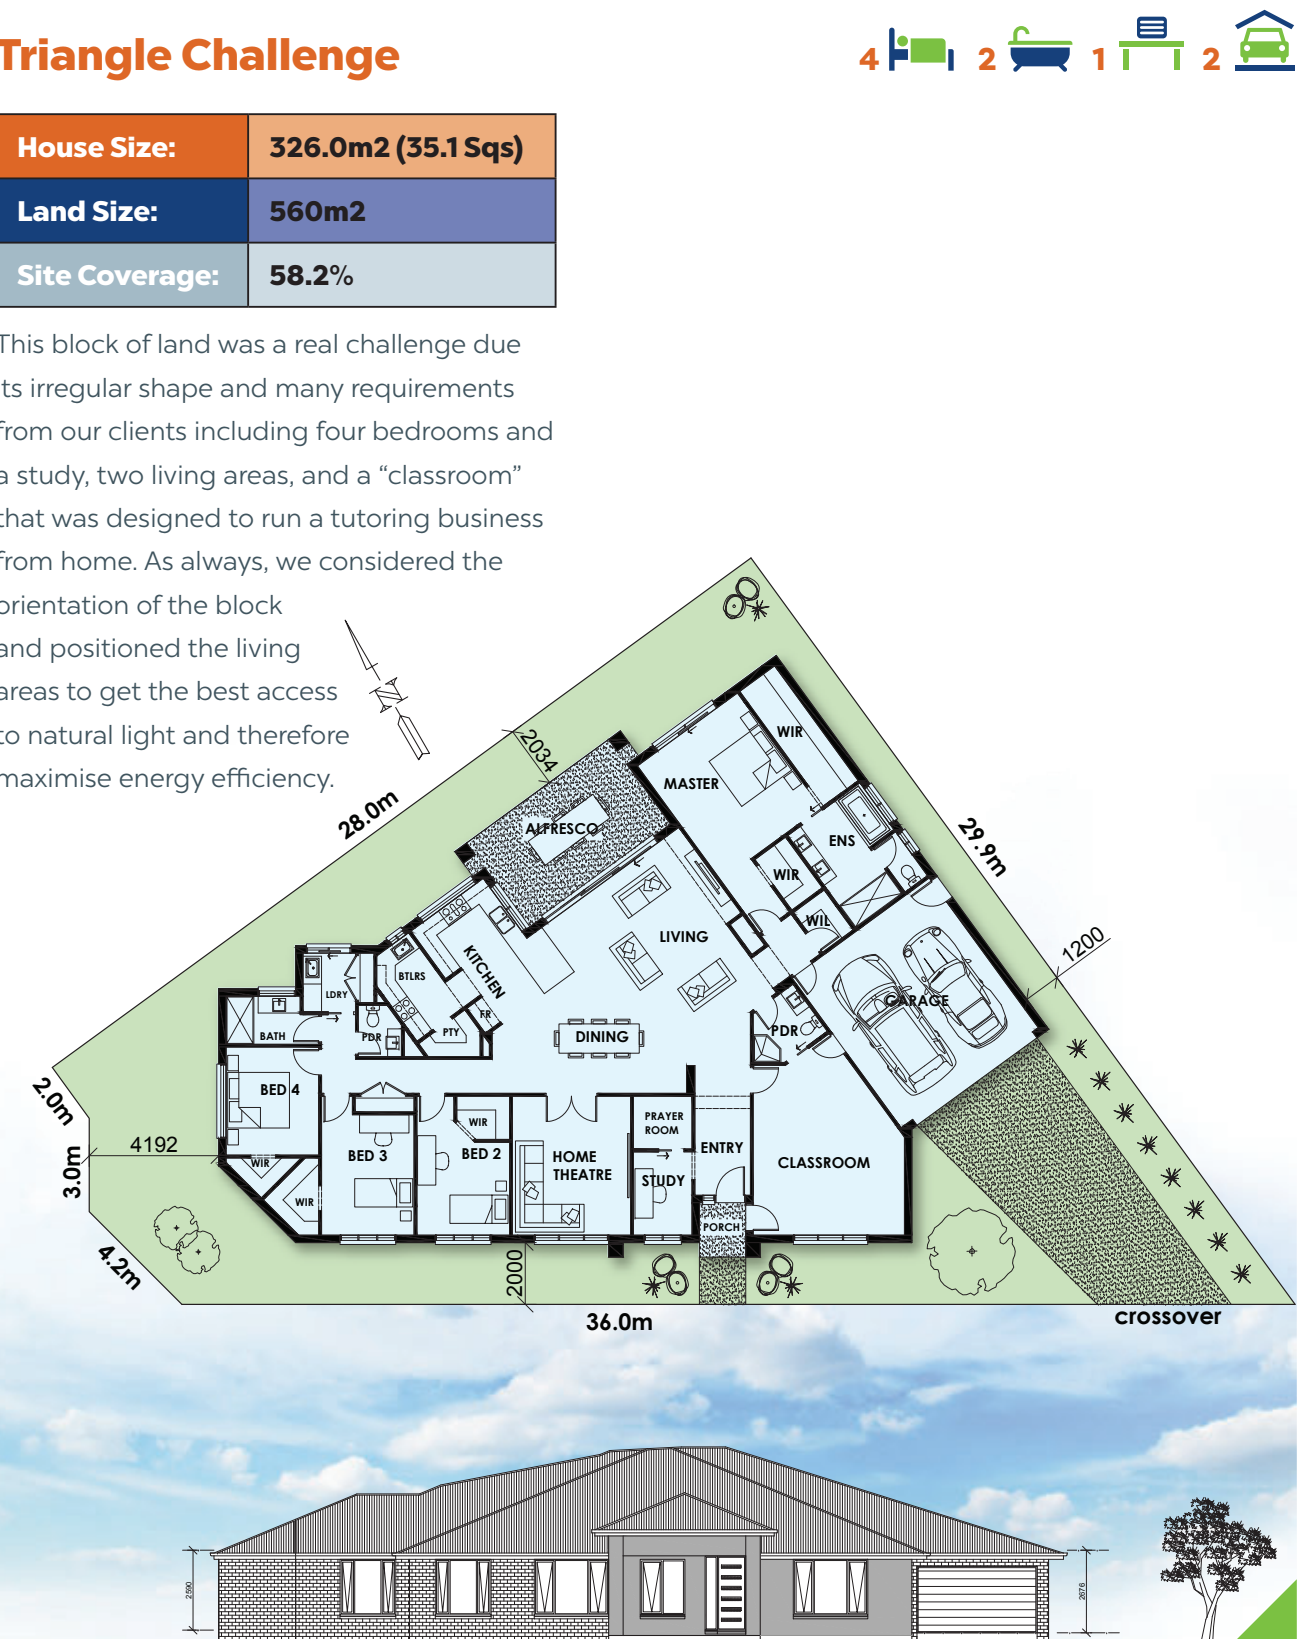 Triangle Challenge
4 2 1 2
House Size: 326.0m2 (35.1 Sqs)
Land Size: 560m2
Site Coverage: 58.2%
This block of land was a real challenge due
its irregular shape and many requirements
from our clients including four bedrooms and
a study, two living areas, and a “classroom”
that was designed to run a tutoring business
from home. As always, we considered the
orientation of the block
and positioned the living
areas to get the best access
to natural light and therefore
maximise energy efficiency.
N
28.0m
2034
29.9m
1200
2.0m
3.0m
4192
4.2m
2000
36.0m
crossover
WIR
MASTER
ALFRESCO
ENS
WIR
WIL
LIVING
KITCHEN
BTLRS
LDRY
GARAGE
FR
PTY
BATH
PDR
DINING
PDR
BED 4
PRAYER
ROOM
WIR
BED 3
BED 2
HOME
THEATRE
ENTRY
CLASSROOM
WIR
WIR
STUDY
PORCH
2590
2676